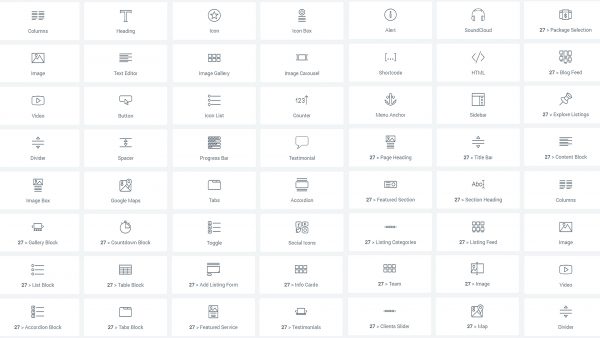 Columns
Heading
Icon
Icon Box
Alert
SoundCloud
27 > Package Selection
Image
Text Editor
Image Gallery
Image Carousel
Shortcode
HTML
27 > Blog Feed
Video
Button
Icon List
123
Counter
Menu Anchor
Sidebar
27 > Explore Listings
Divider
Spacer
Progress Bar
Testimonial
27 > Page Heading
27 > Title Bar
27 > Content Block
Image Box
Google Maps
Tabs
Accordion
27 > Featured Section
Abc
27 > Section Heading
Columns
27 > Gallery Block
27 > Countdown Block
Toggle
Social Icons
27 > Listing Categories
27 > Listing Feed
Image
27 > List Block
27 > Table Block
27 > Add Listing Form
27 > Info Cards
27 > Team
27 > Image
Video
27 > Accordion Block
27 > Tabs Block
27 > Featured Service
27 > Testimonials
27 > Clients Slider
27 > Map
Divider